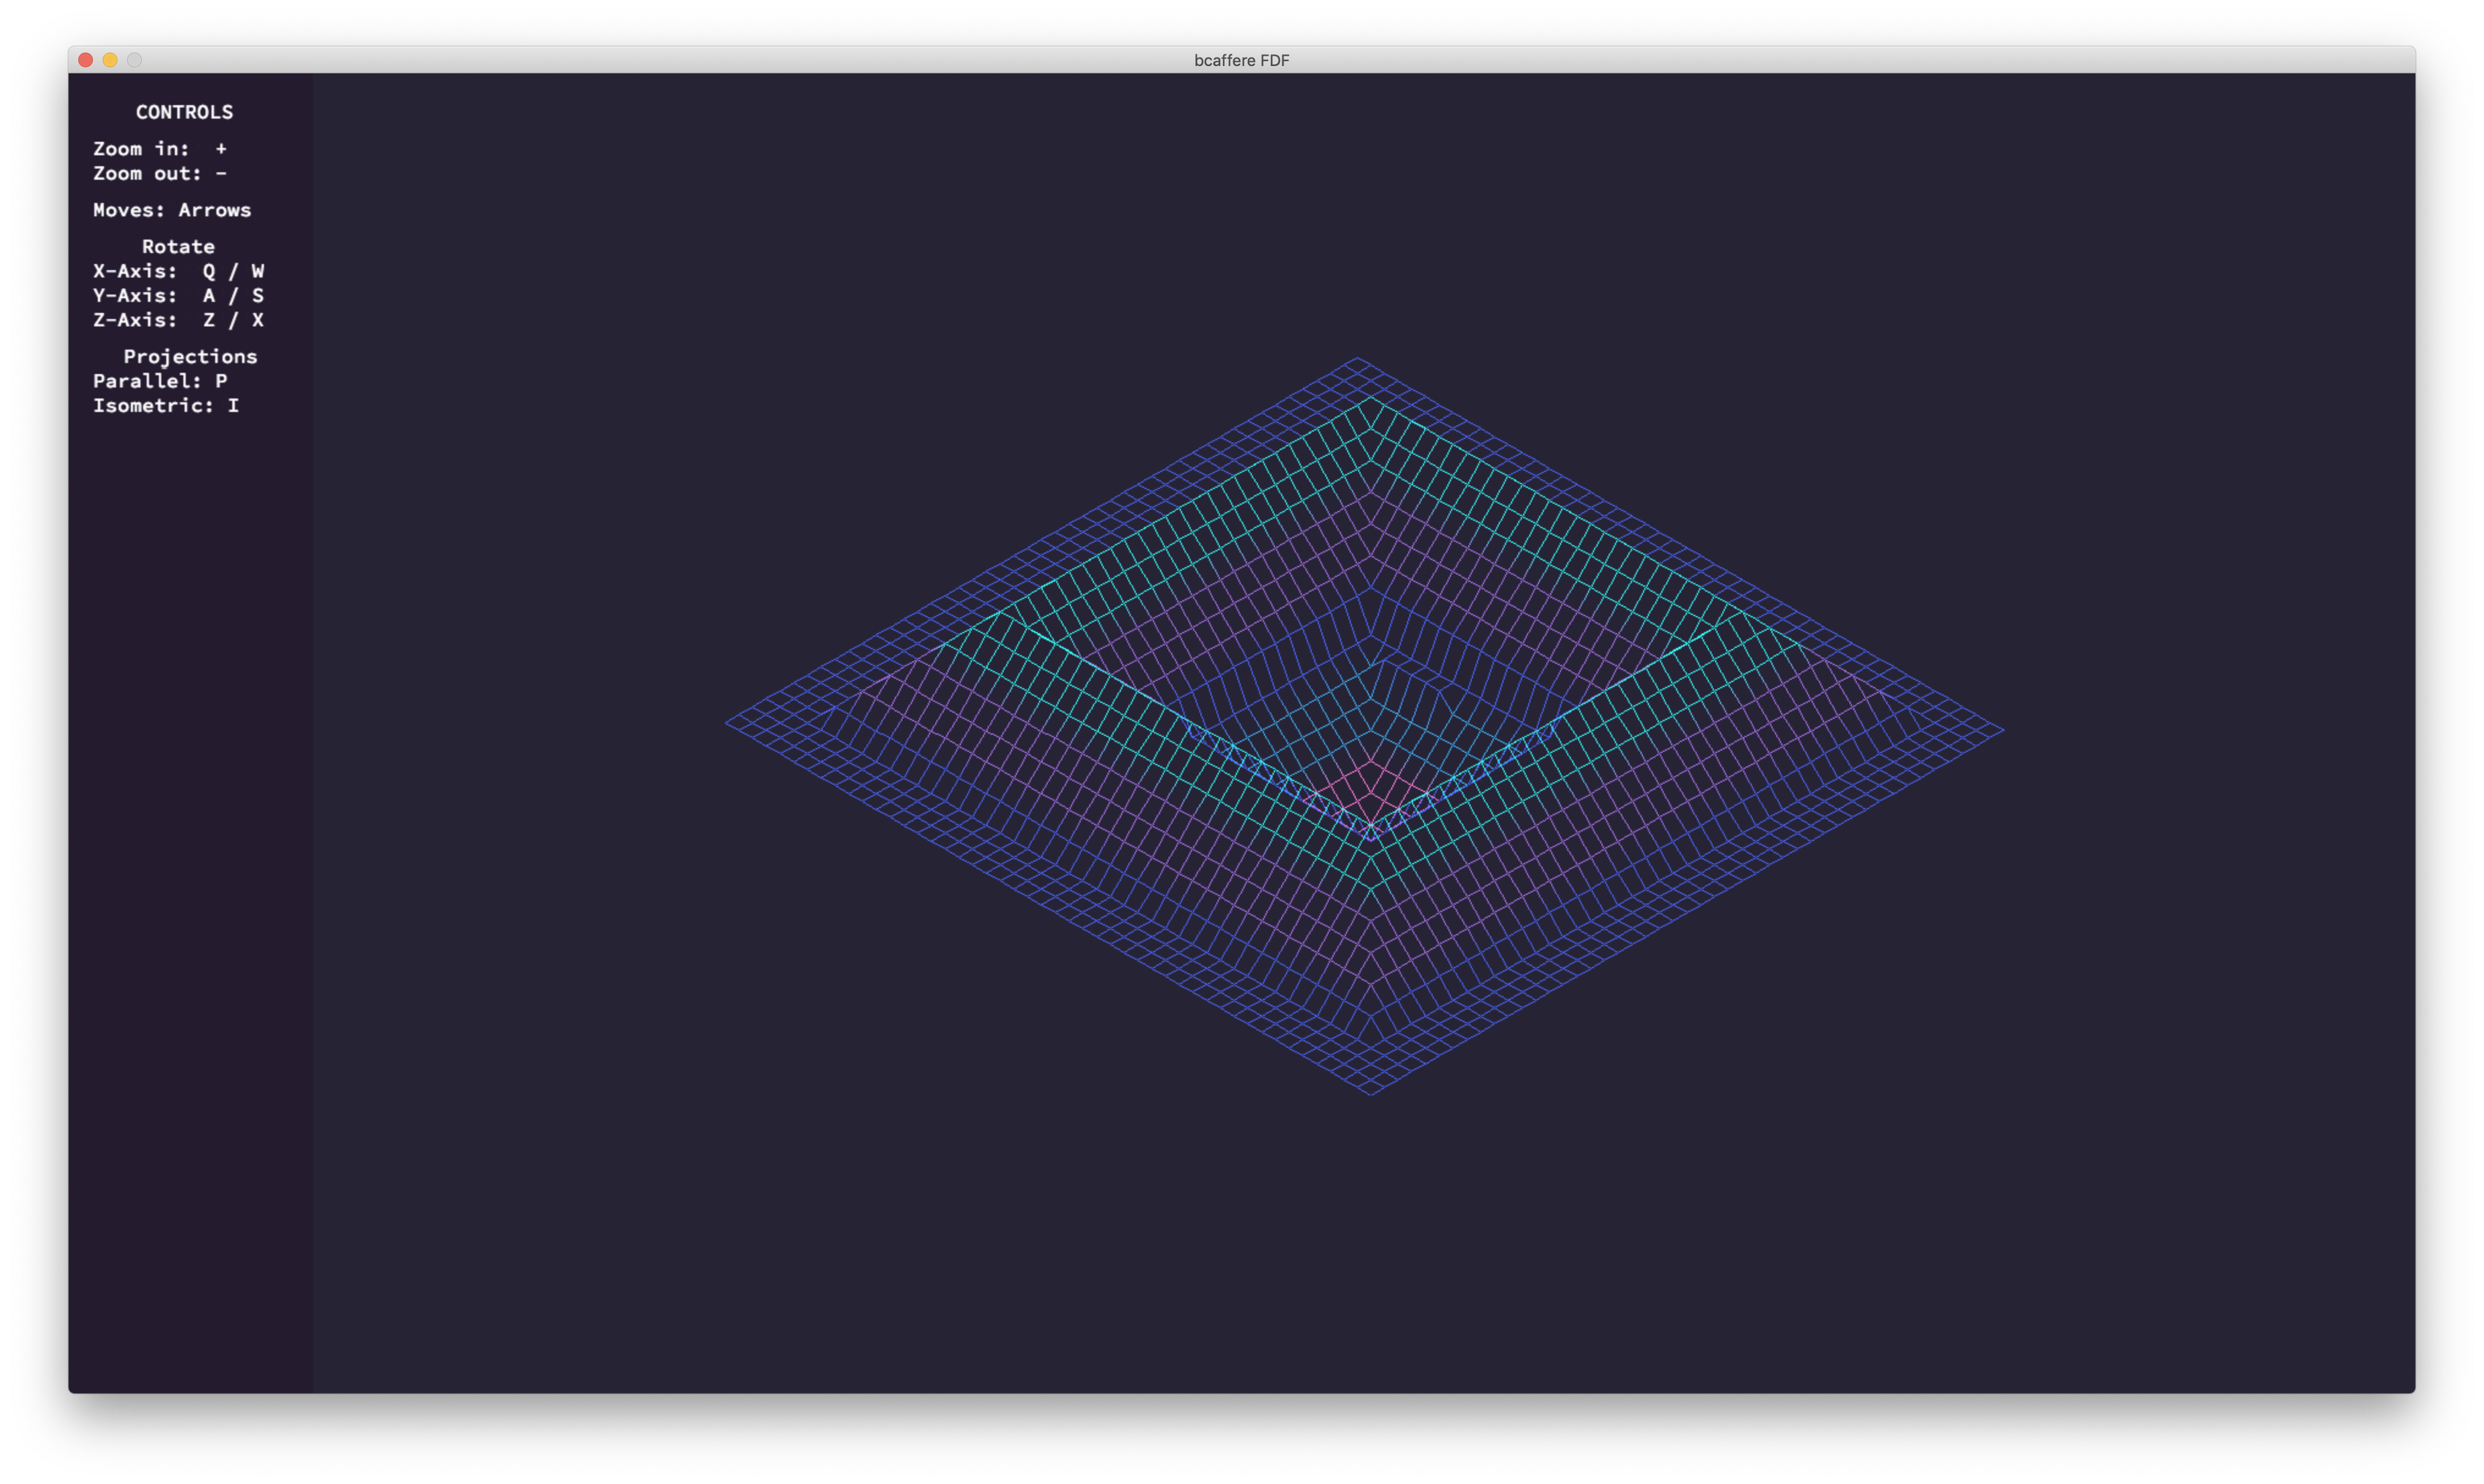 bcaffere FDF
CONTROLS
Zoom in:  +
Zoom out: -
Moves: Arrows
Rotate
X-Axis:  Q / W
Y-Axis:  A / S
Z-Axis:  Z / X
Projections
Parallel: P
Isometric: I